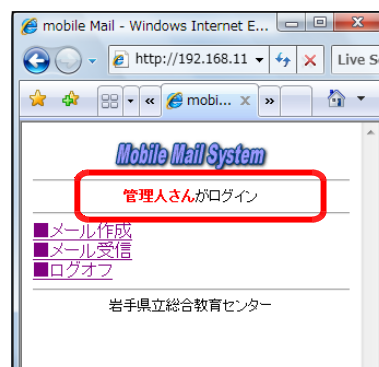 mobile Mail - Windows Internet E...
http://192.168.11
Live S
mobi...
Mobile Mail System
管理人さんがログイン
■メール作成
■メール受信
■ログオフ
岩手県立総合教育センター